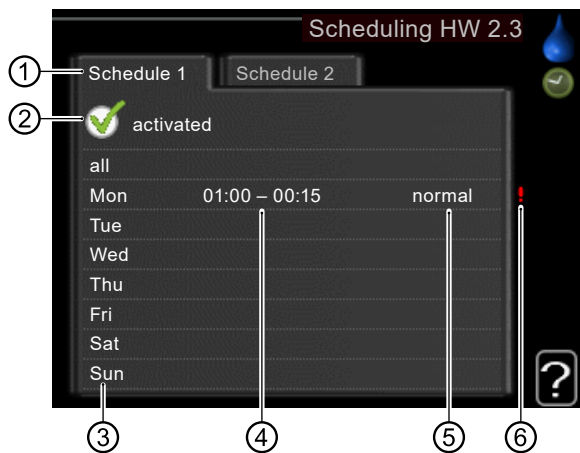 Scheduling HW 2.3
1 Schedule 1 Schedule 2
2 activated
all
Mon 01:00 – 00:15 normal !
Tue
Wed
Thu
Fri
Sat
Sun
?
3 4 5 6